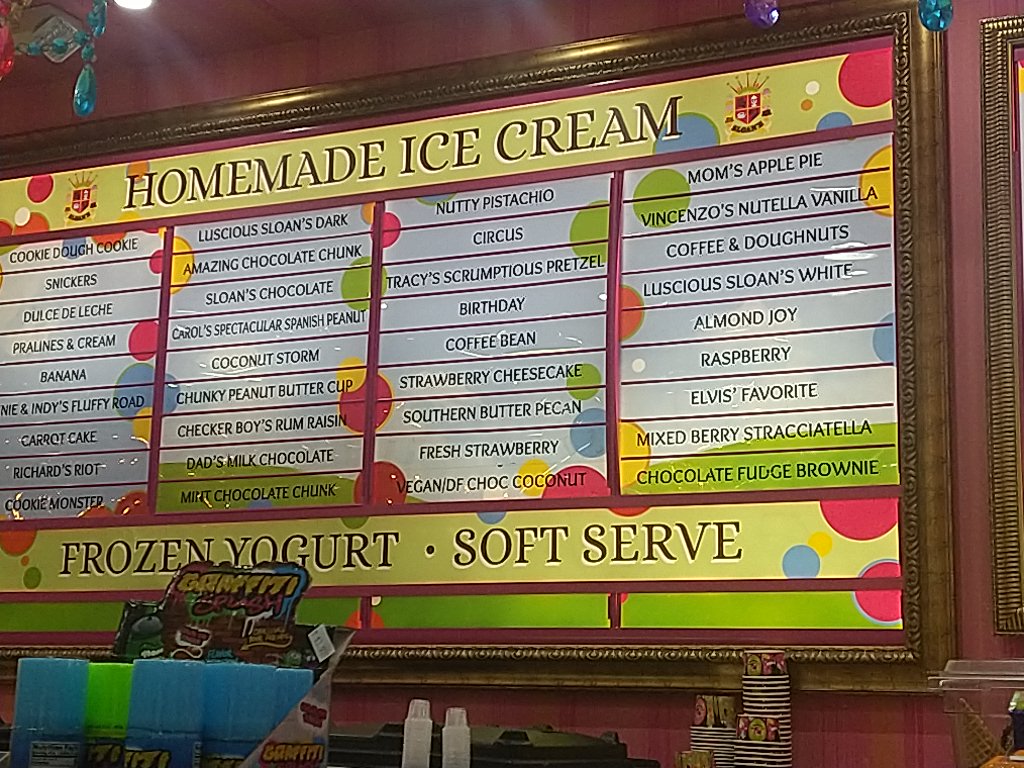 HOMEMADE ICE CREAM
SLOAN'S
SLOAN'S
COOKIE DOUGH COOKIE
SNICKERS
DULCE DE LECHE
PRALINES & CREAM
BANANA
NIE & INDY'S FLUFFY ROAD
CARROT CAKE
RICHARD'S RIOT
COOKIE MONSTER
LUSCIOUS SLOAN'S DARK
AMAZING CHOCOLATE CHUNK
SLOAN'S CHOCOLATE
CAROL'S SPECTACULAR SPANISH PEANUT
COCONUT STORM
CHUNKY PEANUT BUTTER CUP
CHECKER BOY'S RUM RAISIN
DAD'S MILK CHOCOLATE
MINT CHOCOLATE CHUNK
NUTTY PISTACHIO
CIRCUS
TRACY'S SCRUMPTIOUS PRETZEL
BIRTHDAY
COFFEE BEAN
STRAWBERRY CHEESECAKE
SOUTHERN BUTTER PECAN
FRESH STRAWBERRY
VEGAN/DF CHOC COCONUT
MOM'S APPLE PIE
VINCENZO'S NUTELLA VANILLA
COFFEE & DOUGHNUTS
LUSCIOUS SLOAN'S WHITE
ALMOND JOY
RASPBERRY
ELVIS' FAVORITE
MIXED BERRY STRACCIATELLA
CHOCOLATE FUDGE BROWNIE
FROZEN YOGURT • SOFT SERVE
GRAFFITI
SPLASH
GRAFFITI